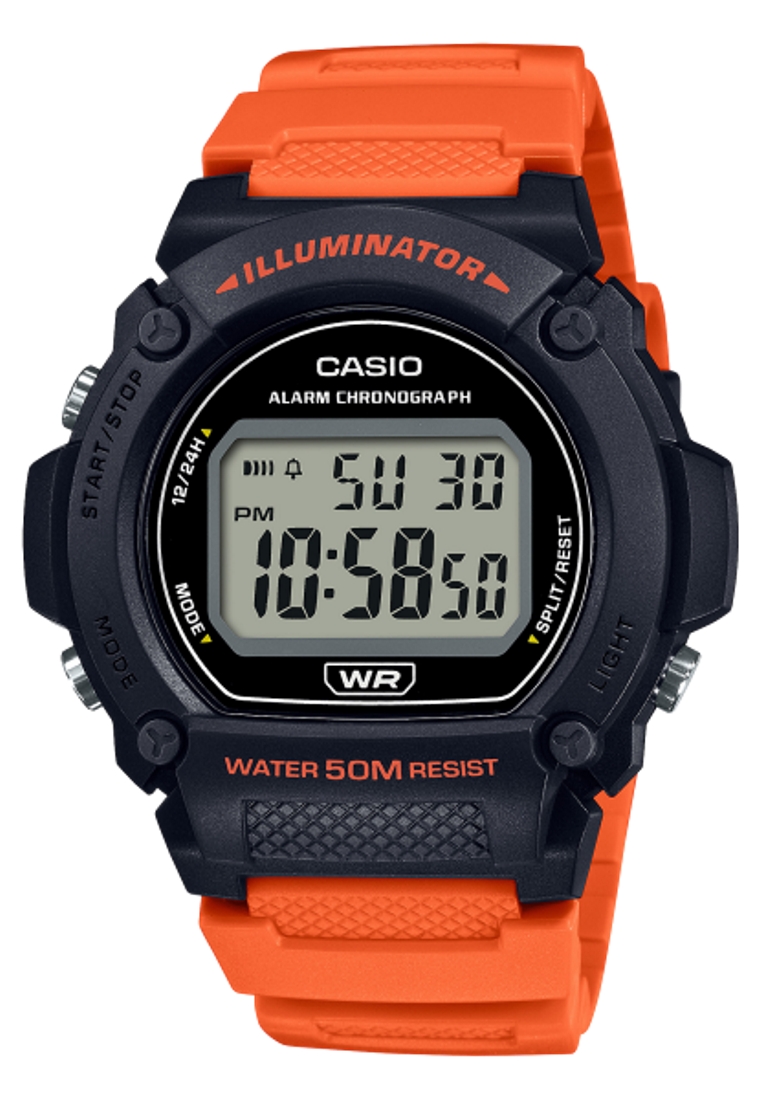 ILLUMINATOR
CASIO
ALARM CHRONOGRAPH
START/STOP
12/24H
SU 30
PM
10:58 50
MODE
SPLIT/RESET
MODE
LIGHT
WR
WATER 50M RESIST